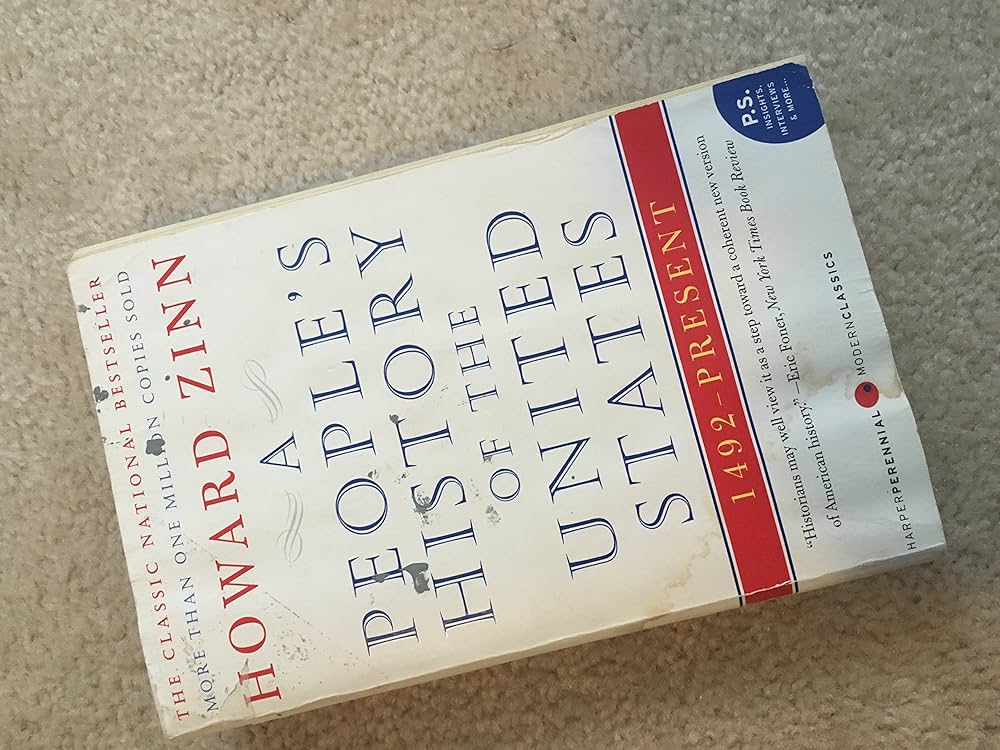 THE CLASSIC NATIONAL BESTSELLER
MORE THAN ONE MILLION COPIES SOLD
HOWARD ZINN
A
PEOPLE'S
HISTORY
OF THE
UNITED
STATES
1492–PRESENT
"Historians may well view it as a step toward a coherent new version
of American history." —Eric Foner, New York Times Book Review
HARPERPERENNIAL MODERNCLASSICS
P.S.
INSIGHTS,
INTERVIEWS
& MORE...